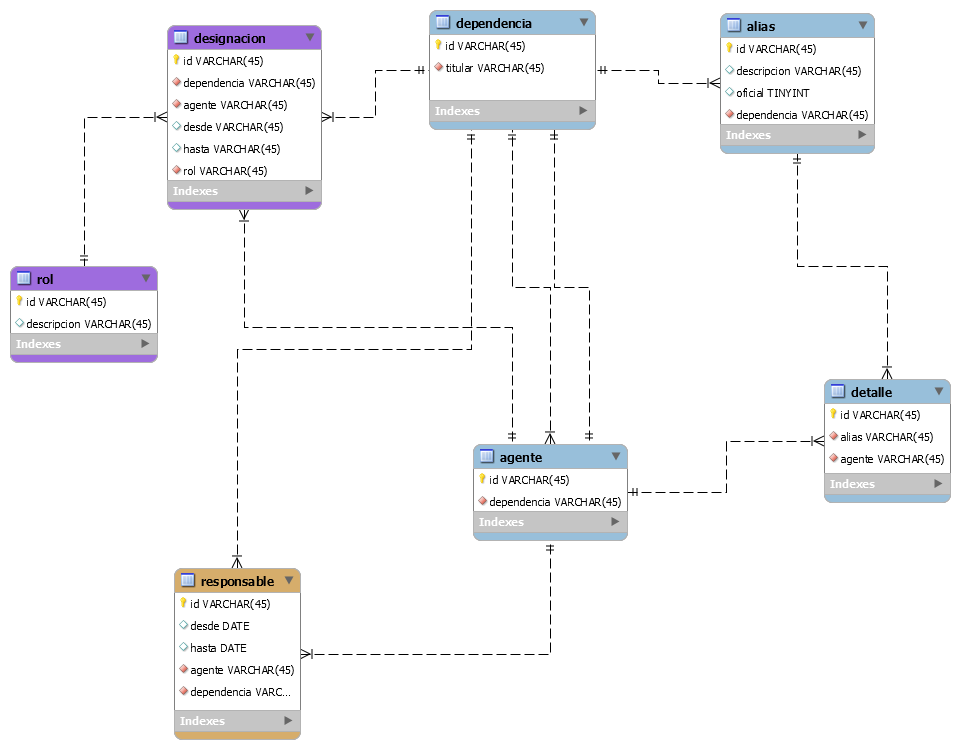 designacion
id VARCHAR(45)
dependencia VARCHAR(45)
agente VARCHAR(45)
desde VARCHAR(45)
hasta VARCHAR(45)
rol VARCHAR(45)
Indexes
dependencia
id VARCHAR(45)
titular VARCHAR(45)
Indexes
alias
id VARCHAR(45)
descripcion VARCHAR(45)
oficial TINYINT
dependencia VARCHAR(45)
Indexes
rol
id VARCHAR(45)
descripcion VARCHAR(45)
Indexes
detalle
id VARCHAR(45)
alias VARCHAR(45)
agente VARCHAR(45)
Indexes
agente
id VARCHAR(45)
dependencia VARCHAR(45)
Indexes
responsable
id VARCHAR(45)
desde DATE
hasta DATE
agente VARCHAR(45)
dependencia VARC...
Indexes